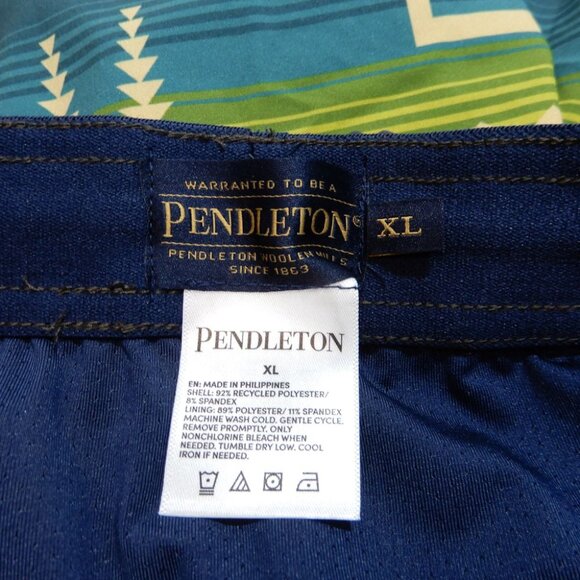 WARRANTED TO BE A
PENDLETON®
PENDLETON WOOLEN MILLS
SINCE 1863
XL
PENDLETON
XL
EN: MADE IN PHILIPPINES
SHELL: 92% RECYCLED POLYESTER/
8% SPANDEX
LINING: 89% POLYESTER/ 11% SPANDEX
MACHINE WASH COLD. GENTLE CYCLE.
REMOVE PROMPTLY. ONLY
NONCHLORINE BLEACH WHEN
NEEDED. TUMBLE DRY LOW. COOL
IRON IF NEEDED.